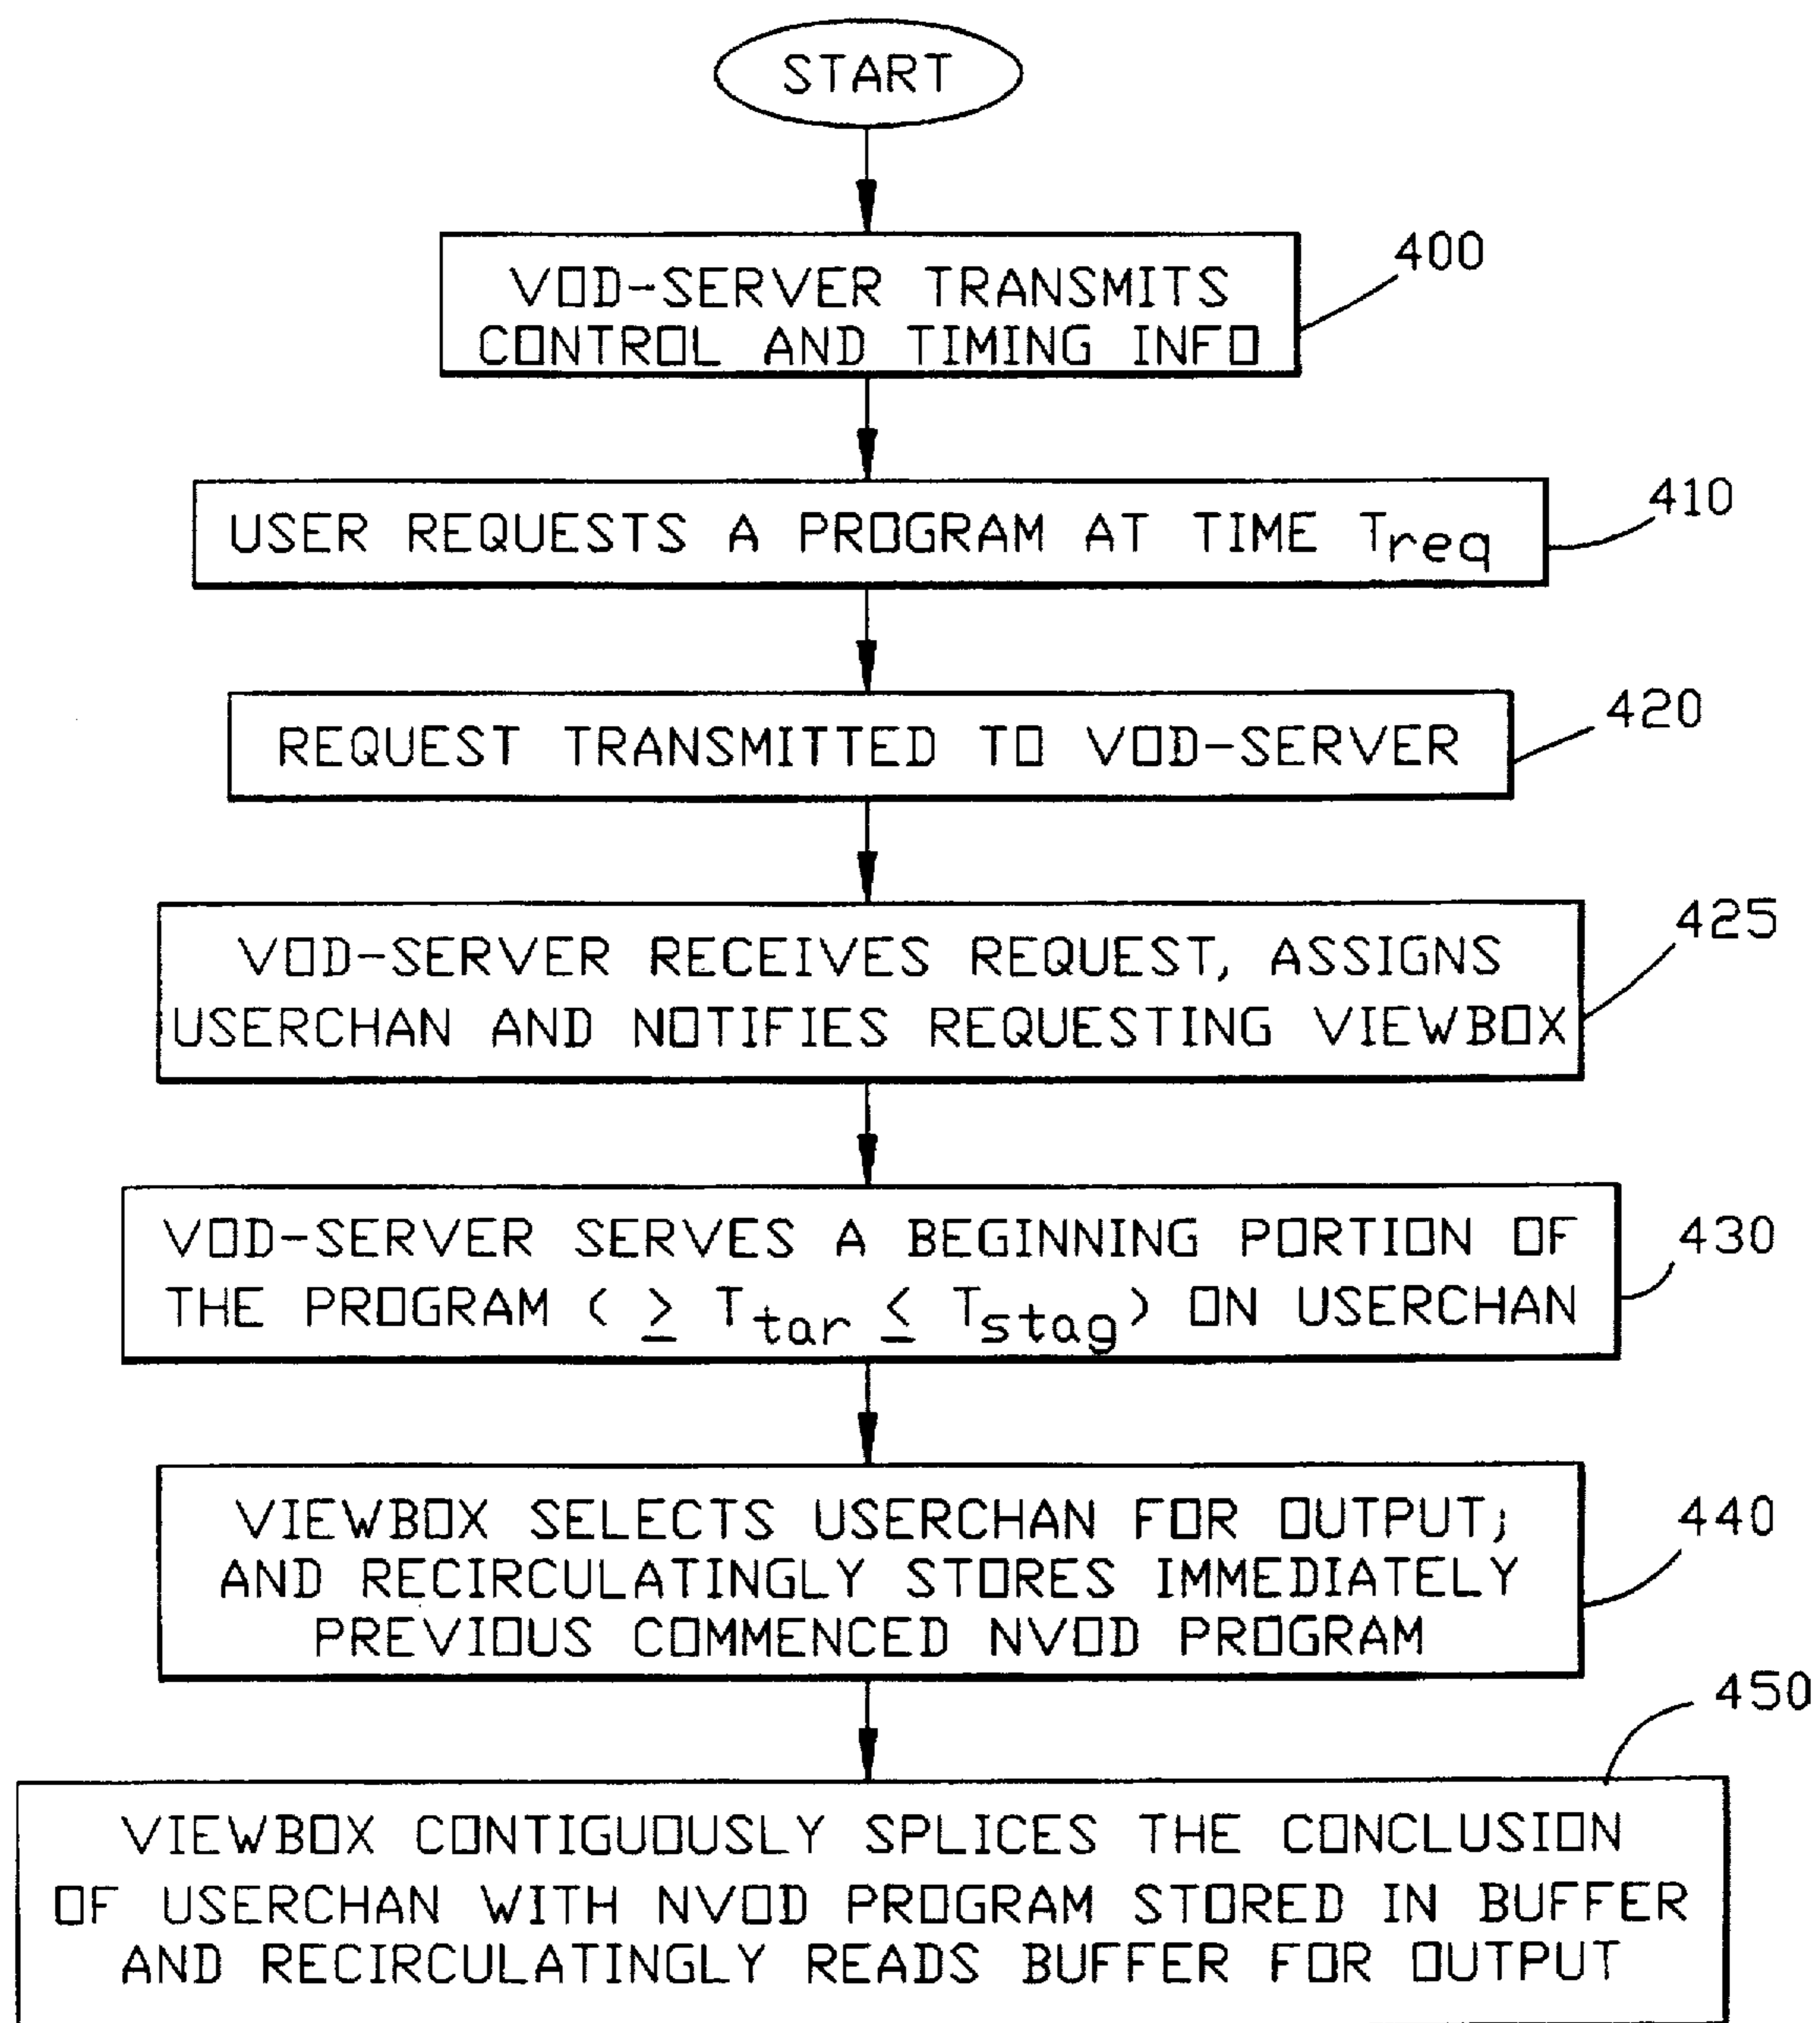 START
400
VOD-SERVER TRANSMITS
CONTROL AND TIMING INFO
410
USER REQUESTS A PROGRAM AT TIME Treq
420
REQUEST TRANSMITTED TO VOD-SERVER
425
VOD-SERVER RECEIVES REQUEST, ASSIGNS
USERCHAN AND NOTIFIES REQUESTING VIEWBOX
430
VOD-SERVER SERVES A BEGINNING PORTION OF
THE PROGRAM ( ≥ Ttar ≤ Tstag) ON USERCHAN
440
VIEWBOX SELECTS USERCHAN FOR OUTPUT;
AND RECIRCULATINGLY STORES IMMEDIATELY
PREVIOUS COMMENCED NVOD PROGRAM
450
VIEWBOX CONTIGUOUSLY SPLICES THE CONCLUSION
OF USERCHAN WITH NVOD PROGRAM STORED IN BUFFER
AND RECIRCULATINGLY READS BUFFER FOR OUTPUT